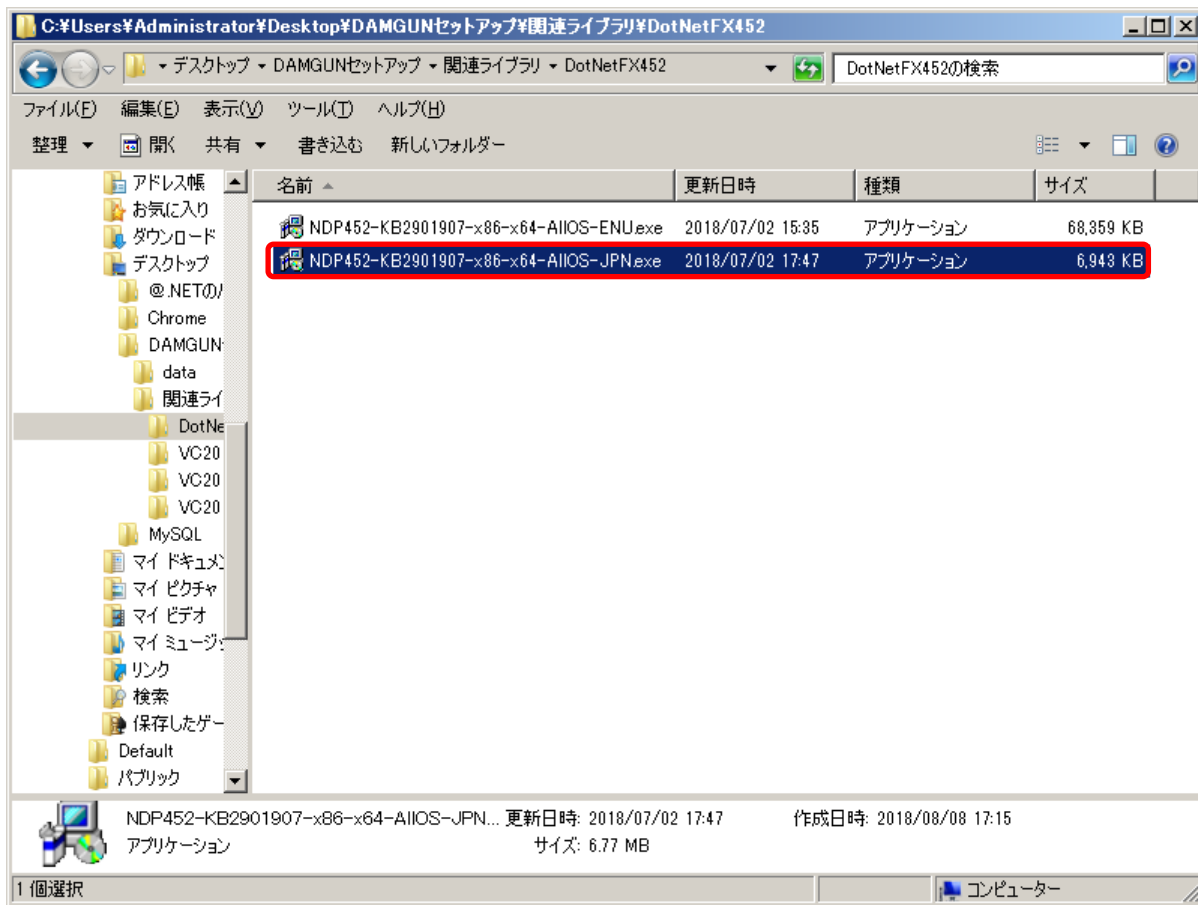 C:¥Users¥Administrator¥Desktop¥DAMGUNセットアップ¥関連ライブラリ¥DotNetFX452
デスクトップ DAMGUNセットアップ 関連ライブラリ DotNetFX452 DotNetFX452の検索
ファイル(F) 編集(E) 表示(V) ツール(T) ヘルプ(H)
整理 開く 共有 書き込む 新しいフォルダー
名前 更新日時 種類 サイズ
NDP452-KB2901907-x86-x64-AllOS-ENU.exe 2018/07/02 15:35 アプリケーション 68,359 KB
NDP452-KB2901907-x86-x64-AllOS-JPN.exe 2018/07/02 17:47 アプリケーション 6,943 KB
アドレス帳
お気に入り
ダウンロード
デスクトップ
@.NETの
Chrome
DAMGUN
data
関連ライ
DotNe
VC20
VC20
VC20
MySQL
マイ ドキュメ
マイ ピクチャ
マイ ビデオ
マイ ミュージ
リンク
検索
保存したゲー
Default
パブリック
NDP452-KB2901907-x86-x64-AllOS-JPN... 更新日時: 2018/07/02 17:47 作成日時: 2018/08/08 17:15
アプリケーション サイズ: 6.77 MB
1 個選択 コンピューター